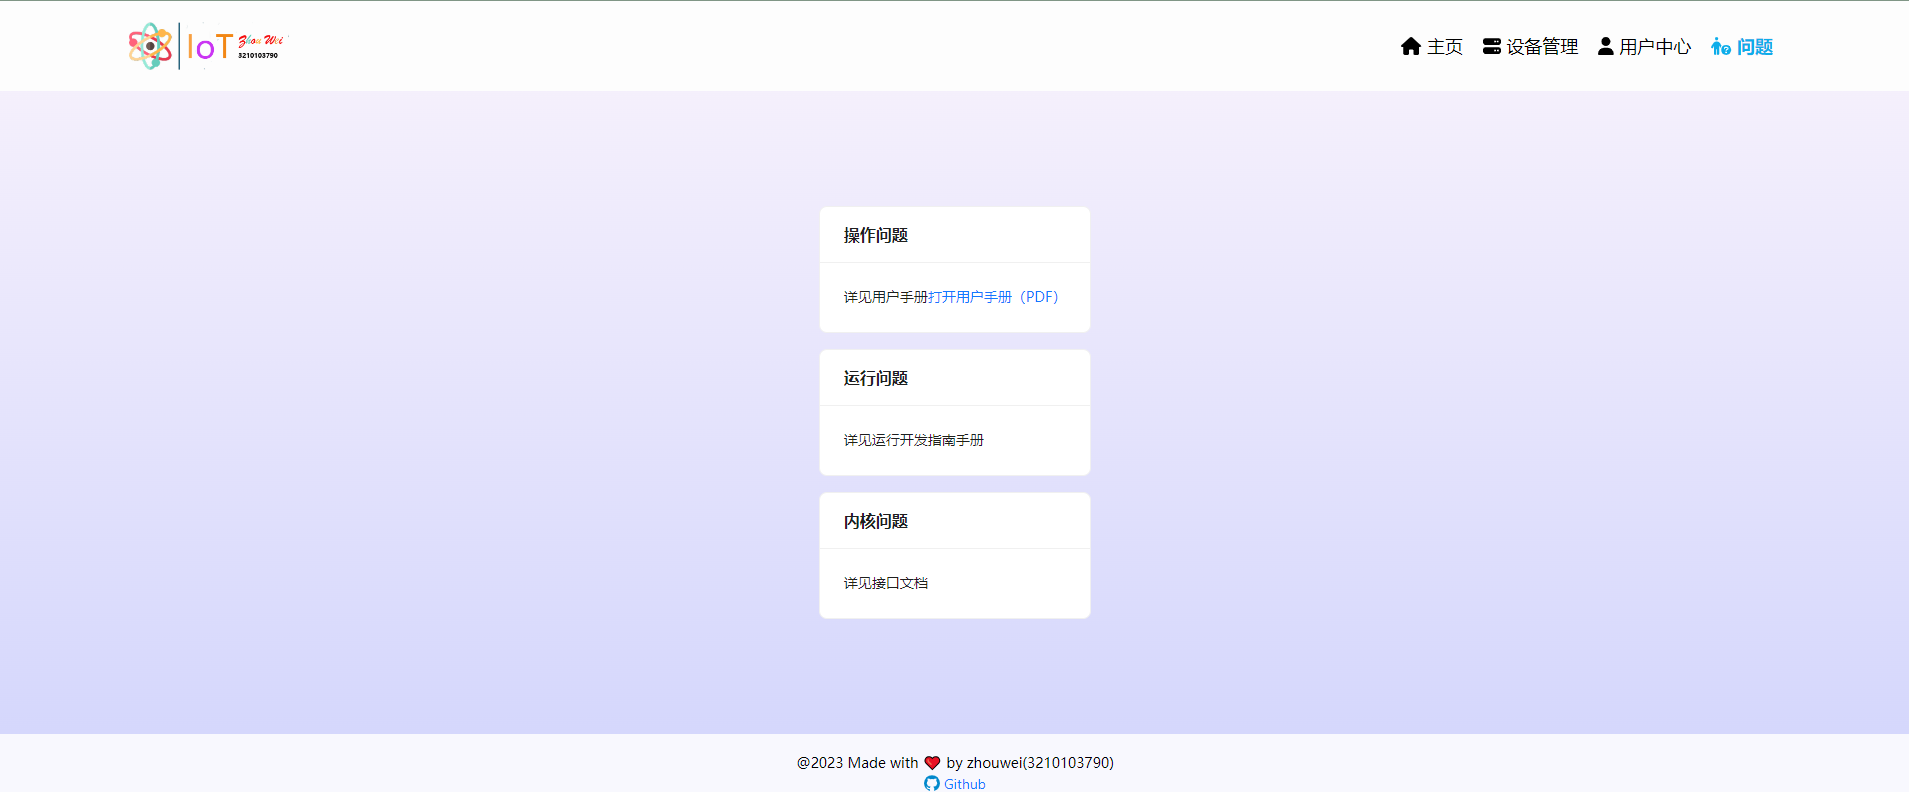 IoT Zhou Wei
3210103790
主页 设备管理 用户中心 问题
操作问题
详见用户手册打开用户手册（PDF）
运行问题
详见运行开发指南手册
内核问题
详见接口文档
@2023 Made with ❤ by zhouwei(3210103790)
Github